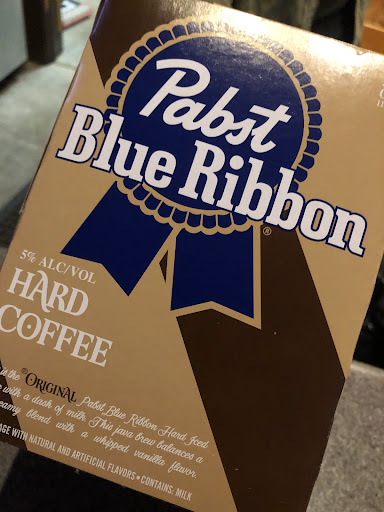 Pabst
Blue Ribbon®
5% ALC/VOL
HARD
COFFEE
the ©ORIGINAL Pabst Blue Ribbon Hard Iced
with a dash of milk. This java brew balances a
creamy blend with a whipped vanilla flavor.
WITH NATURAL AND ARTIFICIAL FLAVORS • CONTAINS: MILK